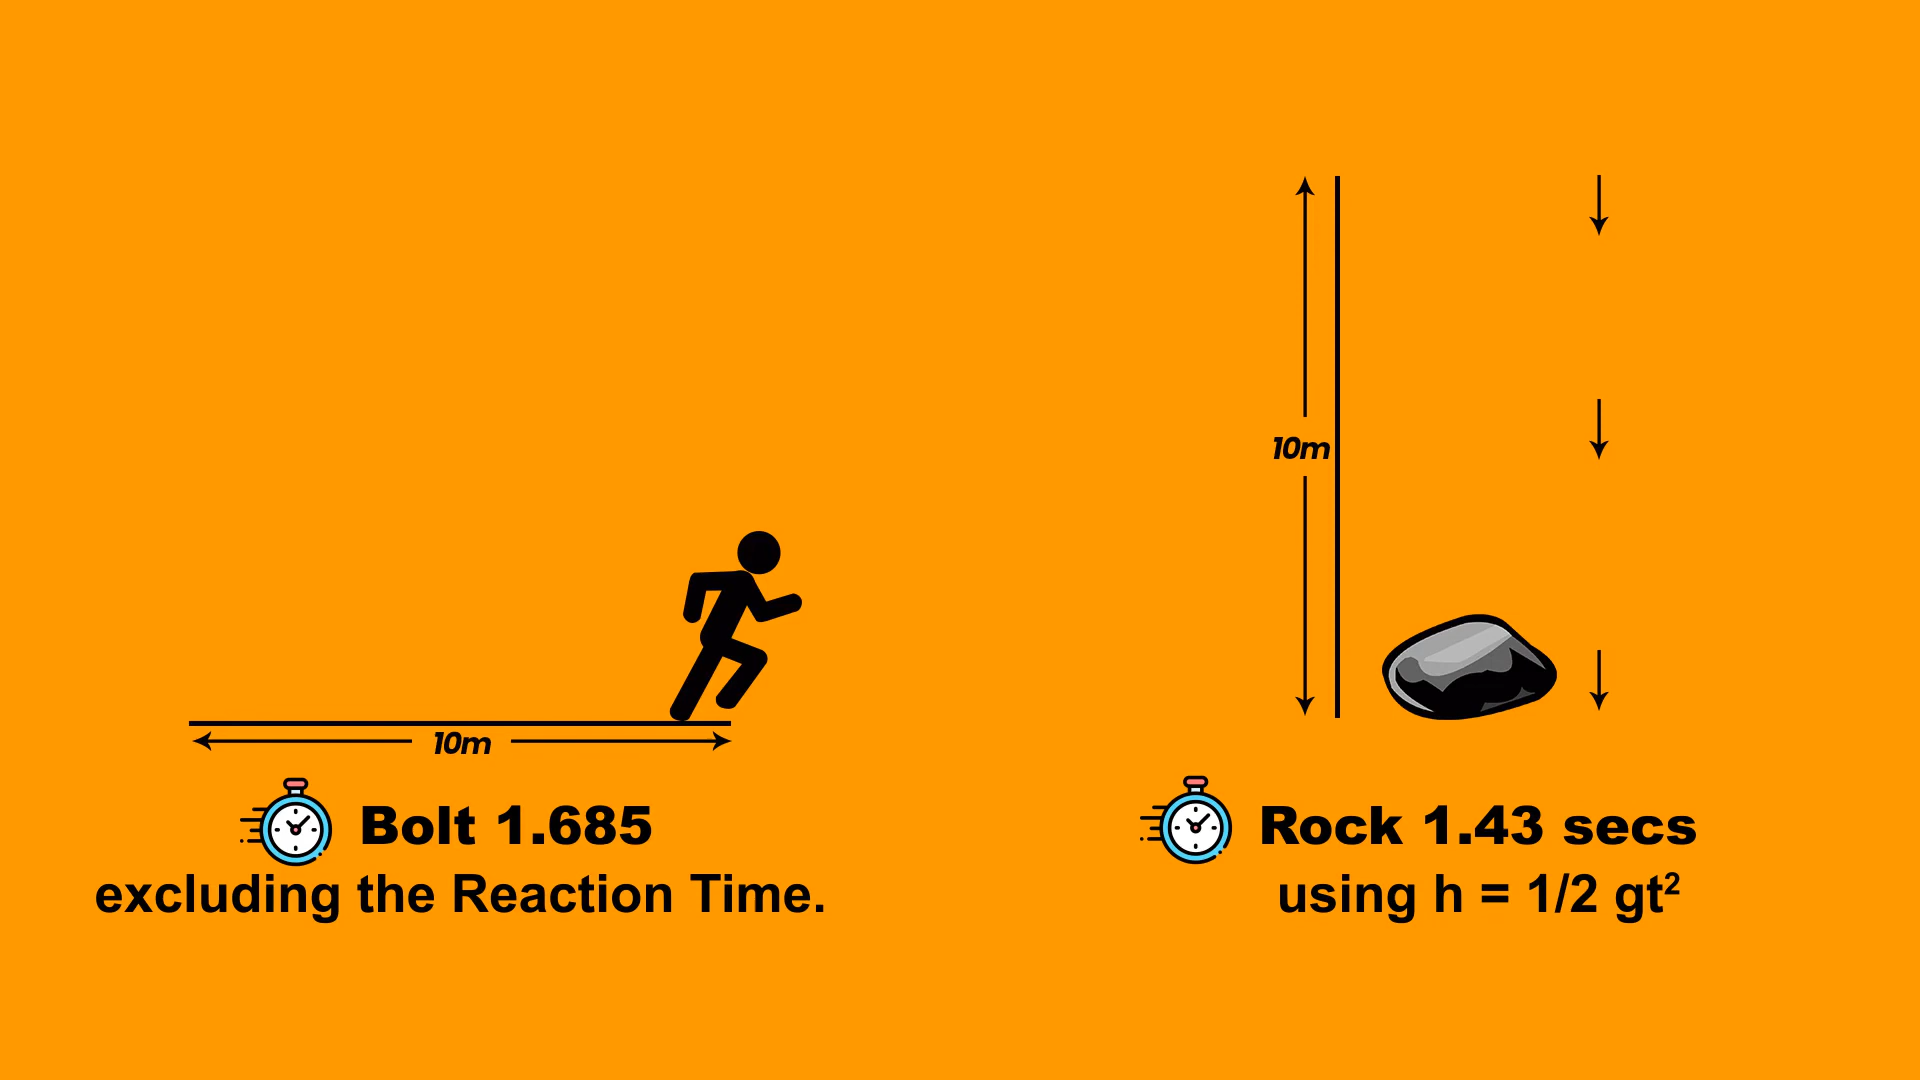 10m
Bolt 1.685
excluding the Reaction Time.
10m
Rock 1.43 secs
using h = 1/2 gt²